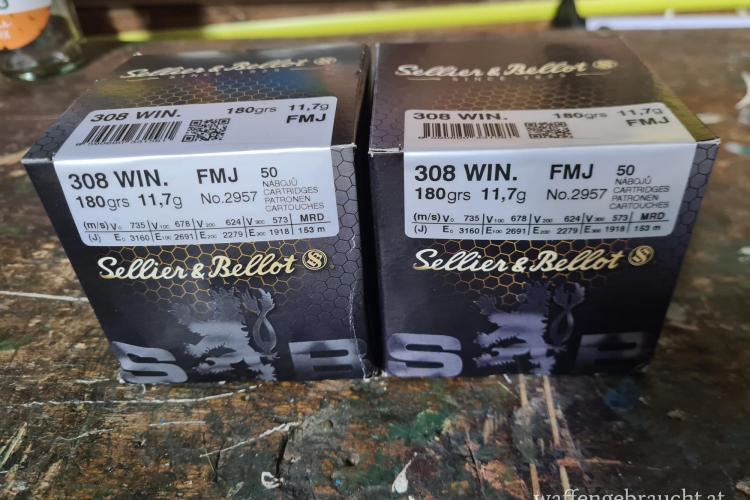 Sellier & Bellot
308 WIN. 180grs 11,7g
FMJ
308 WIN. FMJ 50
180grs 11,7g No.2957
NÁBOJŮ
CARTRIDGES
PATRONEN
CARTOUCHES
(m/s) V₀ 735 V₁₀₀ 678 V₂₀₀ 624 V₃₀₀ 573 MRD
(J) E₀ 3160 E₁₀₀ 2691 E₂₀₀ 2279 E₃₀₀ 1918 153 m
Sellier & Bellot
S B
Sellier & Bellot
308 WIN. 180grs 11,7g
FMJ
308 WIN. FMJ 50
180grs 11,7g No.2957
NÁBOJŮ
CARTRIDGES
PATRONEN
CARTOUCHES
(m/s) V₀ 735 V₁₀₀ 678 V₂₀₀ 624 V₃₀₀ 573 MRD
(J) E₀ 3160 E₁₀₀ 2691 E₂₀₀ 2279 E₃₀₀ 1918 153 m
Sellier & Bellot
S B
waffengebraucht.at